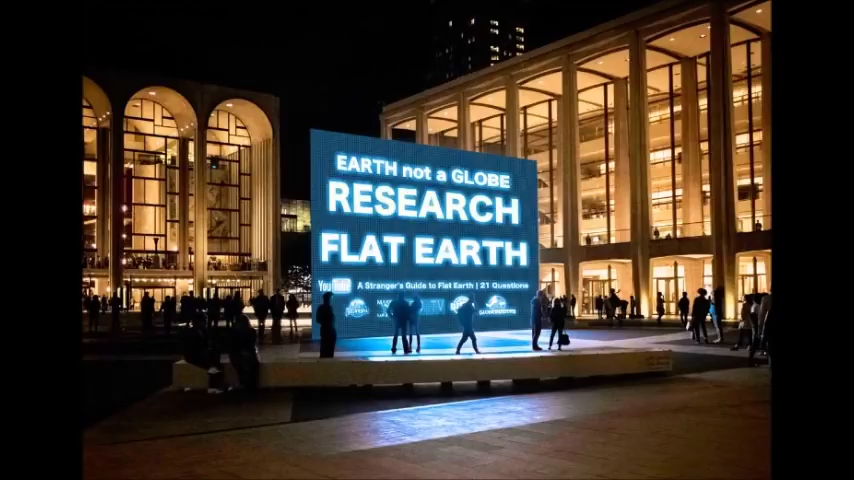 EARTH not a GLOBE
RESEARCH
FLAT EARTH
YouTube A Stranger's Guide to Flat Earth | 21 Questions